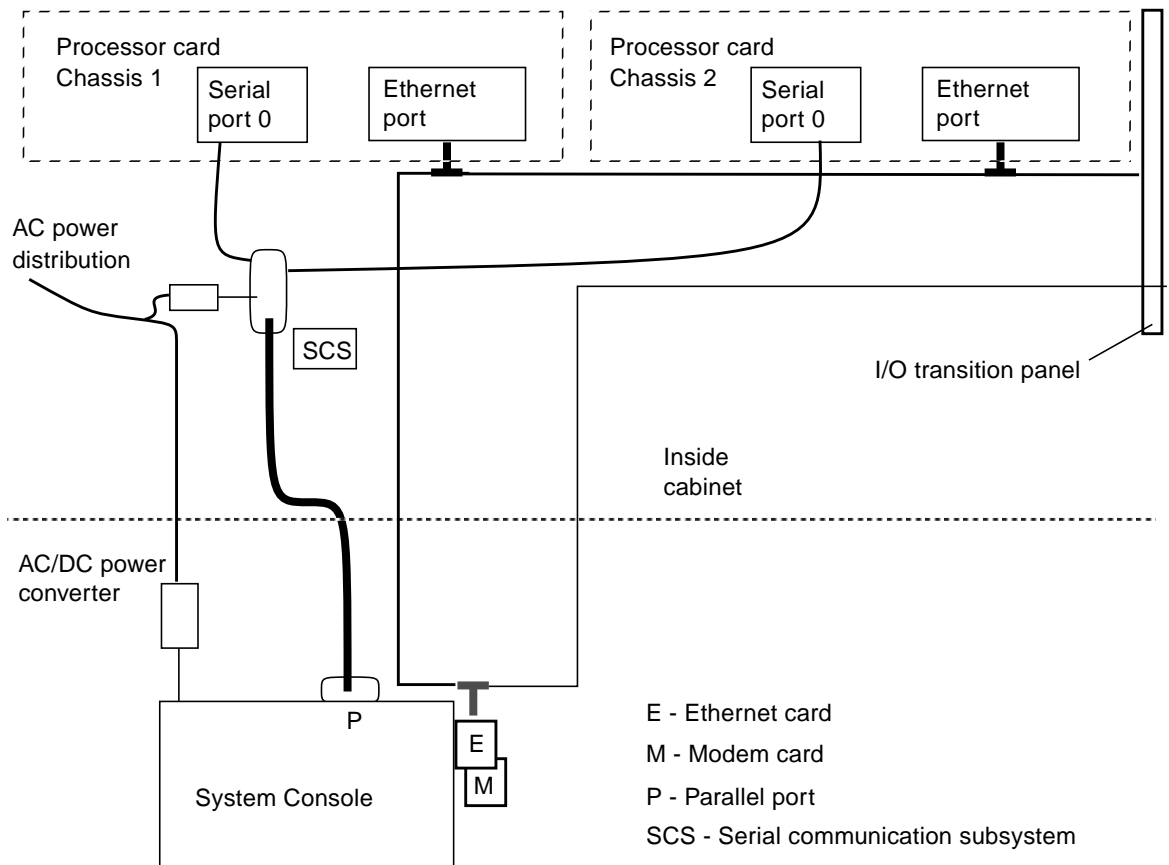 Processor card
Chassis 1
Serial
port 0
Ethernet
port
Processor card
Chassis 2
Serial
port 0
Ethernet
port
AC power
distribution
SCS
I/O transition panel
Inside
cabinet
AC/DC power
converter
P
E
M
System Console
E - Ethernet card
M - Modem card
P - Parallel port
SCS - Serial communication subsystem